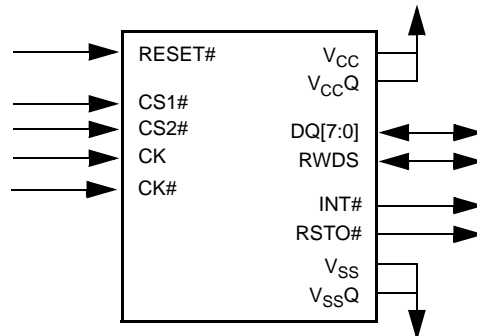 RESET#
CS1#
CS2#
CK
CK#
VCC
VCCQ
DQ[7:0]
RWDS
INT#
RSTO#
VSS
VSSQ